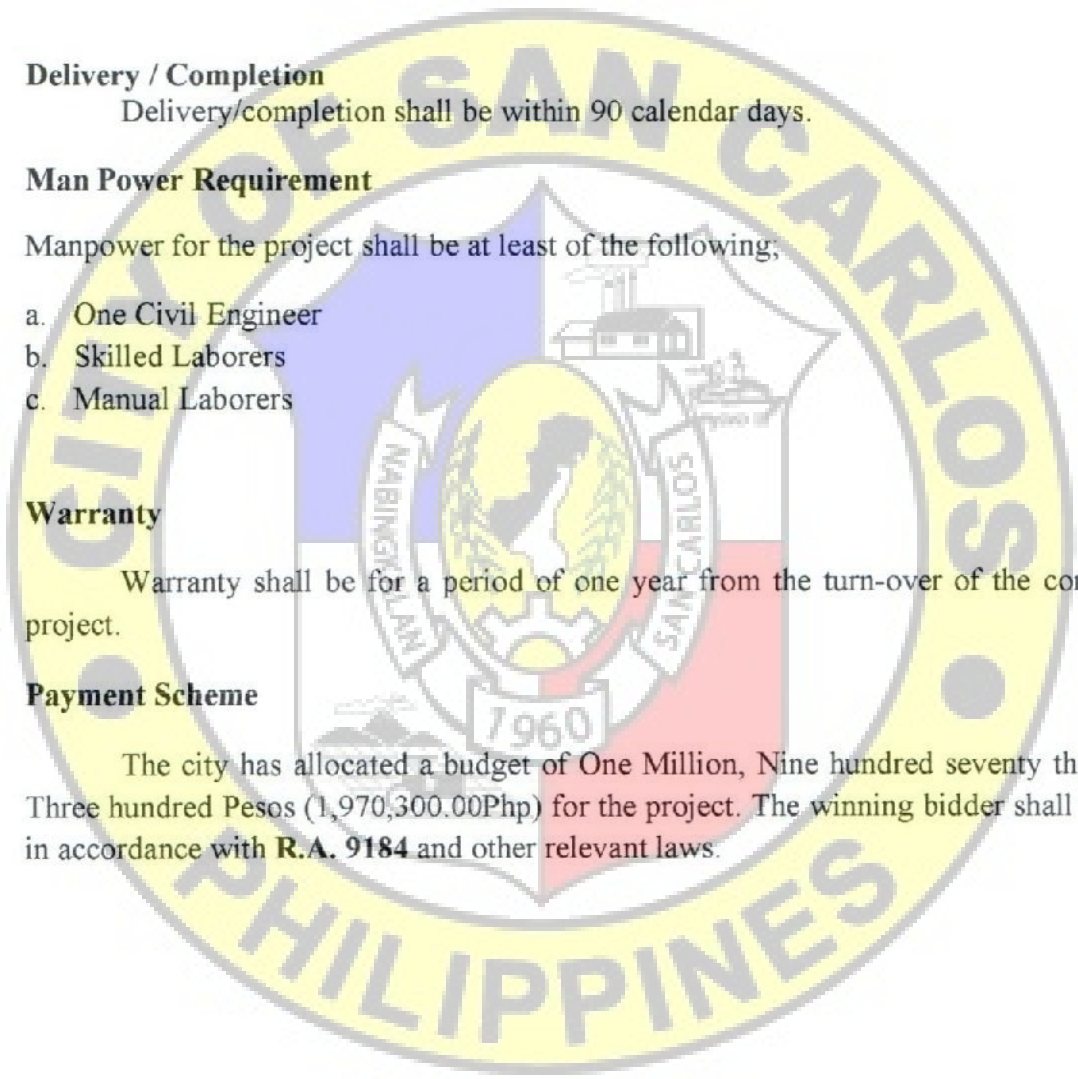 Delivery / Completion
Delivery/completion shall be within 90 calendar days.
Man Power Requirement
Manpower for the project shall be at least of the following;
a. One Civil Engineer
b. Skilled Laborers
c. Manual Laborers
Warranty
Warranty shall be for a period of one year from the turn-over of the
project.
Payment Scheme
The city has allocated a budget of One Million, Nine hundred seventy
Three hundred Pesos (1,970,300.00Php) for the project. The winning bidder shall
in accordance with R.A. 9184 and other relevant laws.
CITY OF SAN CARLOS
PHILIPPINES
SAN CARLOS
1960